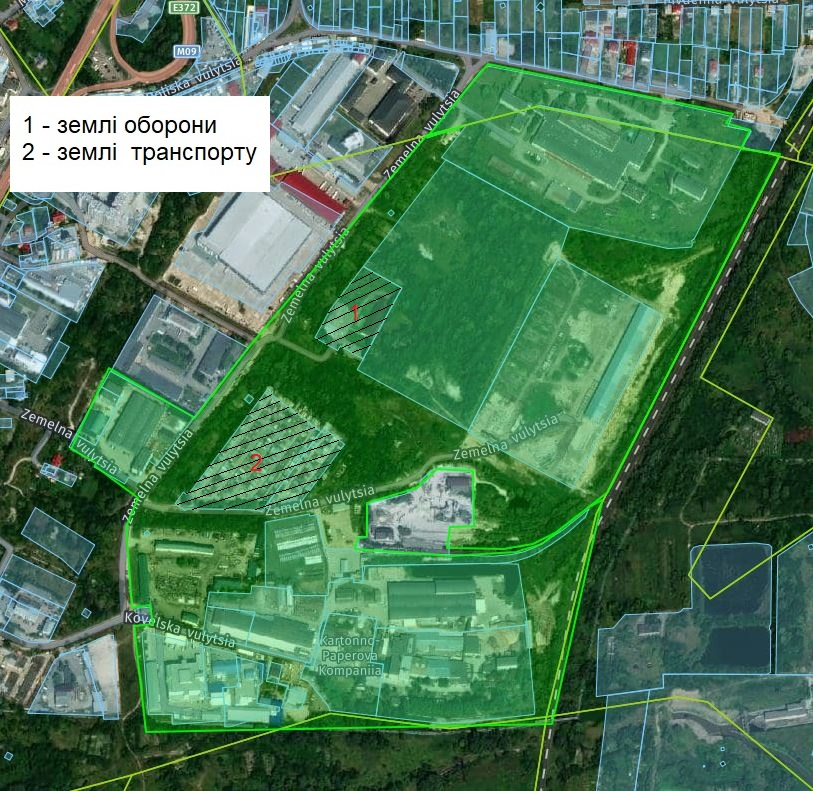 E372
M09
vulytsia
1 - землі оборони
2 - землі транспорту
Zemelna vulytsia
Zemelna vulytsia
1
Zemelna vulytsia
Zemelna vulytsia
2
Zemelna vulytsia
Zemelna vulytsia
Kovelska vulytsia
Kartonno-
Paperova
Kompaniia